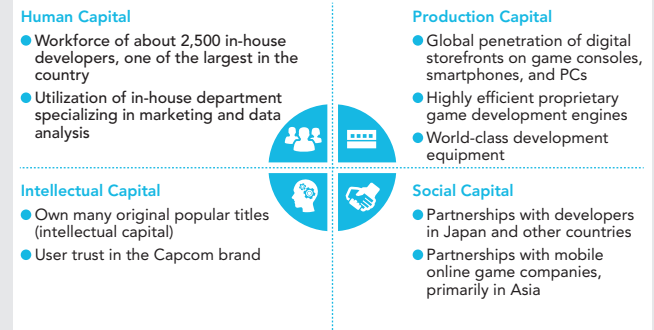 Human Capital
● Workforce of about 2,500 in-house
developers, one of the largest in the
country
● Utilization of in-house department
specializing in marketing and data
analysis
Production Capital
● Global penetration of digital
storefronts on game consoles,
smartphones, and PCs
● Highly efficient proprietary
game development engines
● World-class development
equipment
Intellectual Capital
● Own many original popular titles
(intellectual capital)
● User trust in the Capcom brand
Social Capital
● Partnerships with developers
in Japan and other countries
● Partnerships with mobile
online game companies,
primarily in Asia